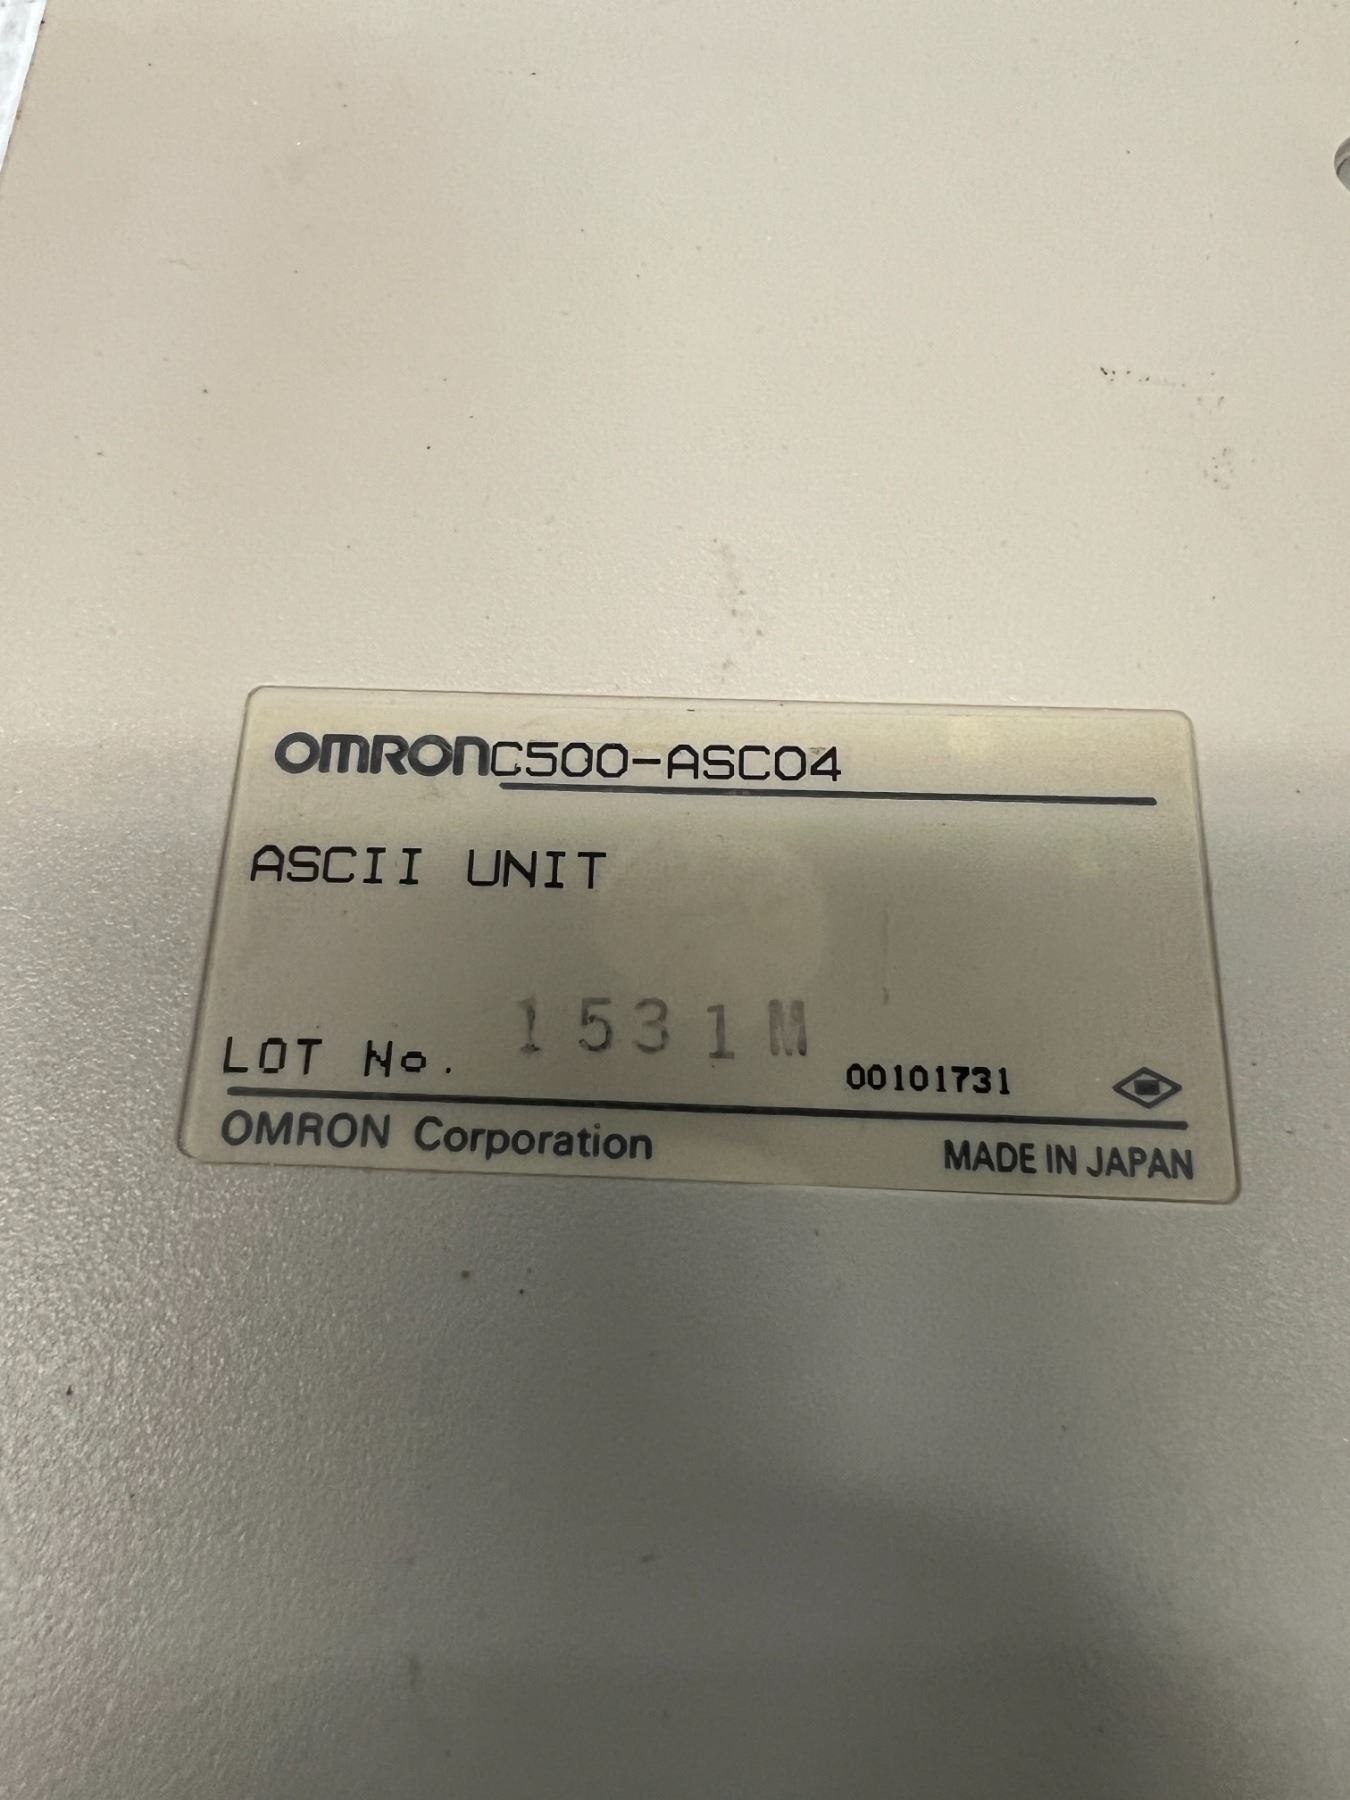 OMRON C500-ASC04
ASCII UNIT
LOT No. 1531M 00101731
OMRON Corporation MADE IN JAPAN